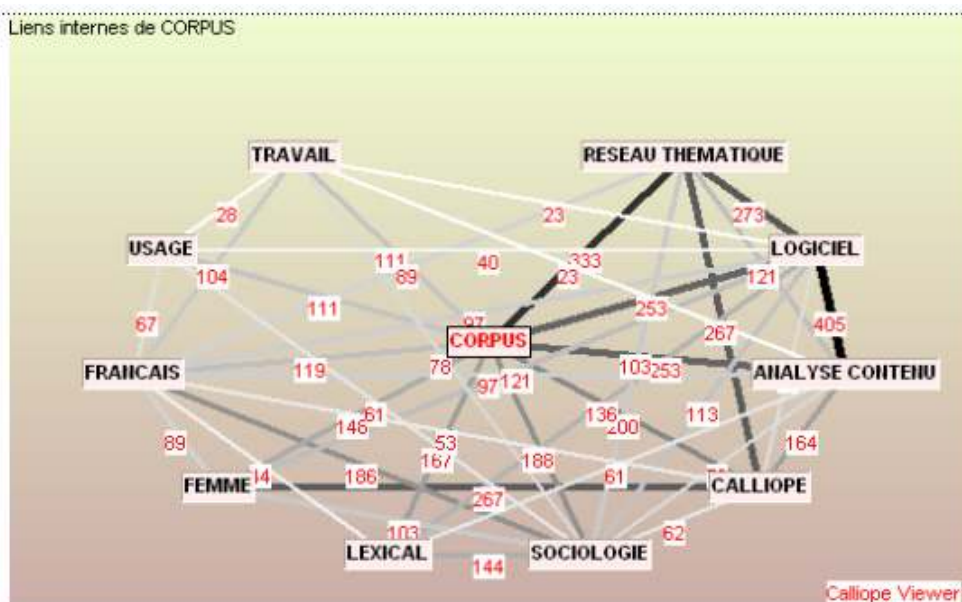 Liens internes de CORPUS
TRAVAIL
RESEAU THEMATIQUE
28
23
273
USAGE
LOGICIEL
104
111
89
40
23
333
121
111
253
67
97
CORPUS
267
405
FRANCAIS
119
78
97
121
103
253
ANALYSE CONTENU
89
146
61
53
136
200
113
164
167
188
FEMME
186
267
61
CALLIOPE
103
62
LEXICAL
144
SOCIOLOGIE
Calliope Viewer